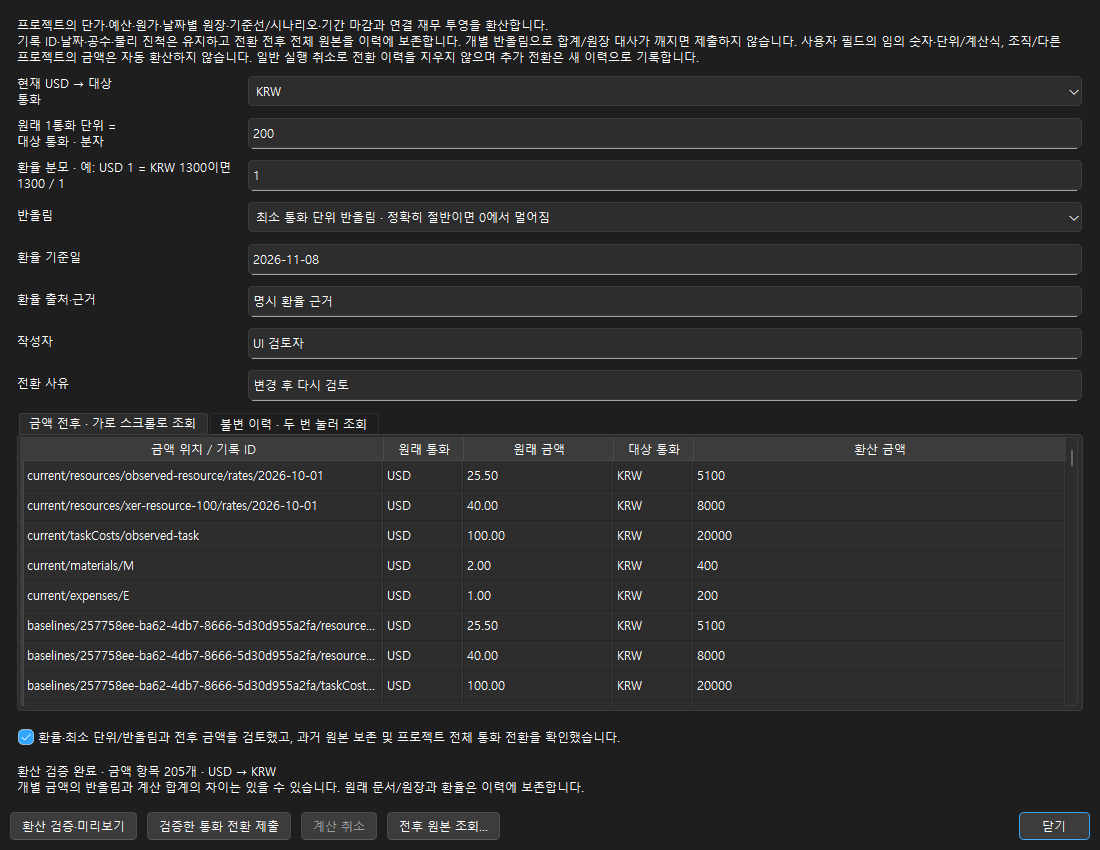 프로젝트의 단가·예산·원가·날짜별 원장·기준선/시나리오·기간 마감과 연결 재무 투영을 환산합니다.
기록 ID·날짜·공수·물리 진척은 유지하고 전환 전후 전체 원본을 이력에 보존합니다. 개별 반올림으로 합계/원장 대사가 깨지면 제출하지 않습니다. 사용자 필드의 임의 숫자·단위/계산식, 조직/다른
프로젝트의 금액은 자동 환산하지 않습니다. 일반 실행 취소로 전환 이력을 지우지 않으며 추가 전환은 새 이력으로 기록합니다.
현재 USD → 대상
통화
KRW
원래 1통화 단위 =
대상 통화 · 분자
200
환율 분모 · 예: USD 1 = KRW 1300이면
1300 / 1
1
반올림
최소 통화 단위 반올림 · 정확히 절반이면 0에서 멀어짐
환율 기준일
2026-11-08
환율 출처·근거
명시 환율 근거
작성자
UI 검토자
전환 사유
변경 후 다시 검토
금액 전후 · 가로 스크롤로 조회
불변 이력 · 두 번 눌러 조회
금액 위치 / 기록 ID 원래 통화 원래 금액 대상 통화 환산 금액
current/resources/observed-resource/rates/2026-10-01 USD 25.50 KRW 5100
current/resources/xer-resource-100/rates/2026-10-01 USD 40.00 KRW 8000
current/taskCosts/observed-task USD 100.00 KRW 20000
current/materials/M USD 2.00 KRW 400
current/expenses/E USD 1.00 KRW 200
baselines/257758ee-ba62-4db7-8666-5d30d955a2fa/resource... USD 25.50 KRW 5100
baselines/257758ee-ba62-4db7-8666-5d30d955a2fa/resource... USD 40.00 KRW 8000
baselines/257758ee-ba62-4db7-8666-5d30d955a2fa/taskCost... USD 100.00 KRW 20000
환율·최소 단위/반올림과 전후 금액을 검토했고, 과거 원본 보존 및 프로젝트 전체 통화 전환을 확인했습니다.
환산 검증 완료 · 금액 항목 205개 · USD → KRW
개별 금액의 반올림과 계산 합계의 차이는 있을 수 있습니다. 원래 문서/원장과 환율은 이력에 보존합니다.
환산 검증·미리보기
검증한 통화 전환 제출
계산 취소
전후 원본 조회...
닫기